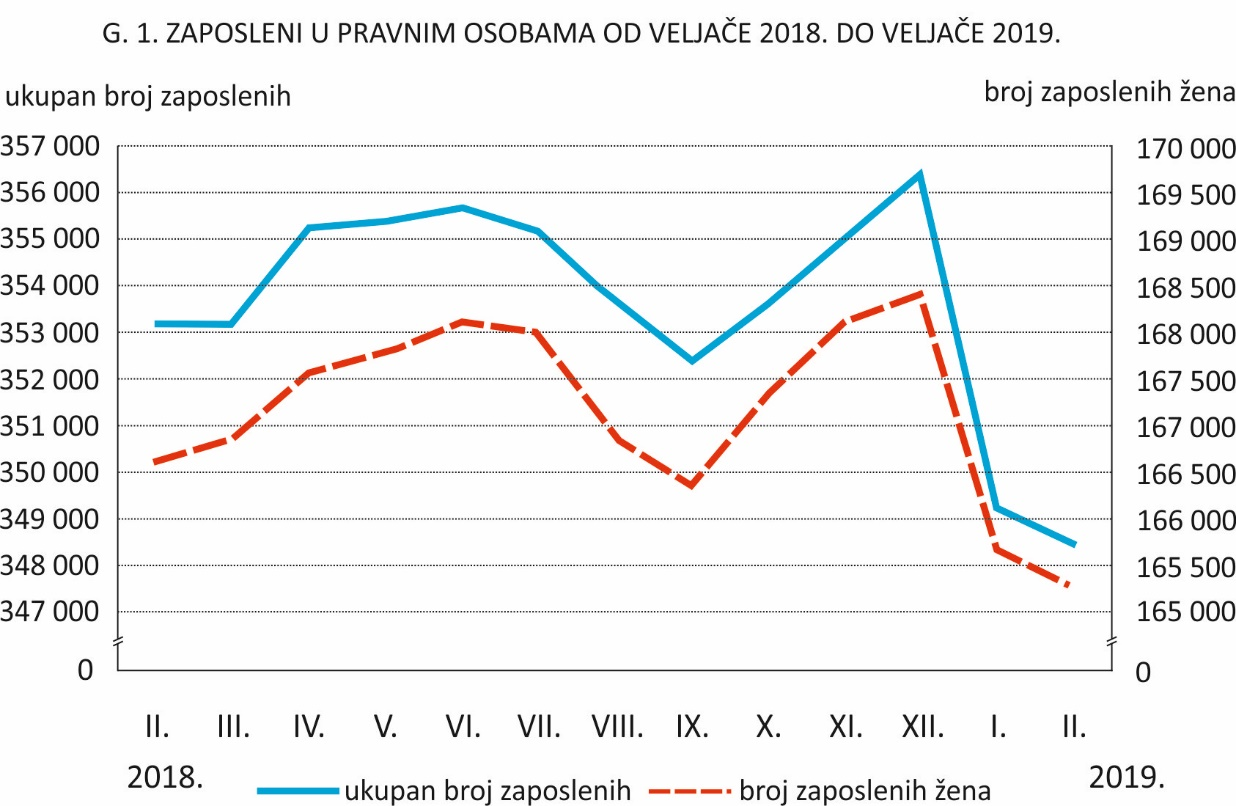 G. 1. ZAPOSLENI U PRAVNIM OSOBAMA OD VELJAČE 2018. DO VELJAČE 2019.
ukupan broj zaposlenih broj zaposlenih žena
357 000 170 000
356 000 169 500
355 000 169 000
354 000 168 500
353 000 168 000
352 000 167 500
351 000 167 000
350 000 166 500
349 000 166 000
348 000 165 500
347 000 165 000
0 0
II. III. IV. V. VI. VII. VIII. IX. X. XI. XII. I. II.
2018. 2019.
ukupan broj zaposlenih broj zaposlenih žena